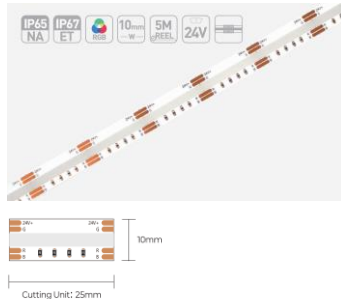 IP65 IP67 10mm 5M 24V
NA ET RGB W REEL
24V+ 24V+
G G
R R
B B
10mm
Cutting Unit: 25mm